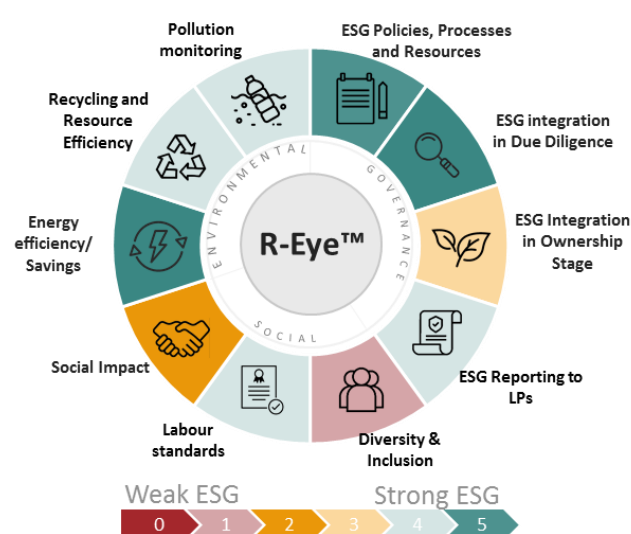 Pollution
monitoring
ESG Policies, Processes
and Resources
Recycling and
Resource
Efficiency
ESG integration
in Due Diligence
Energy
efficiency/
Savings
ESG Integration
in Ownership
Stage
ENVIRONMENTAL
GOVERNANCE
SOCIAL
R-Eye™
Social Impact
ESG Reporting to
LPs
Labour
standards
Diversity &
Inclusion
Weak ESG
Strong ESG
0 1 2 3 4 5